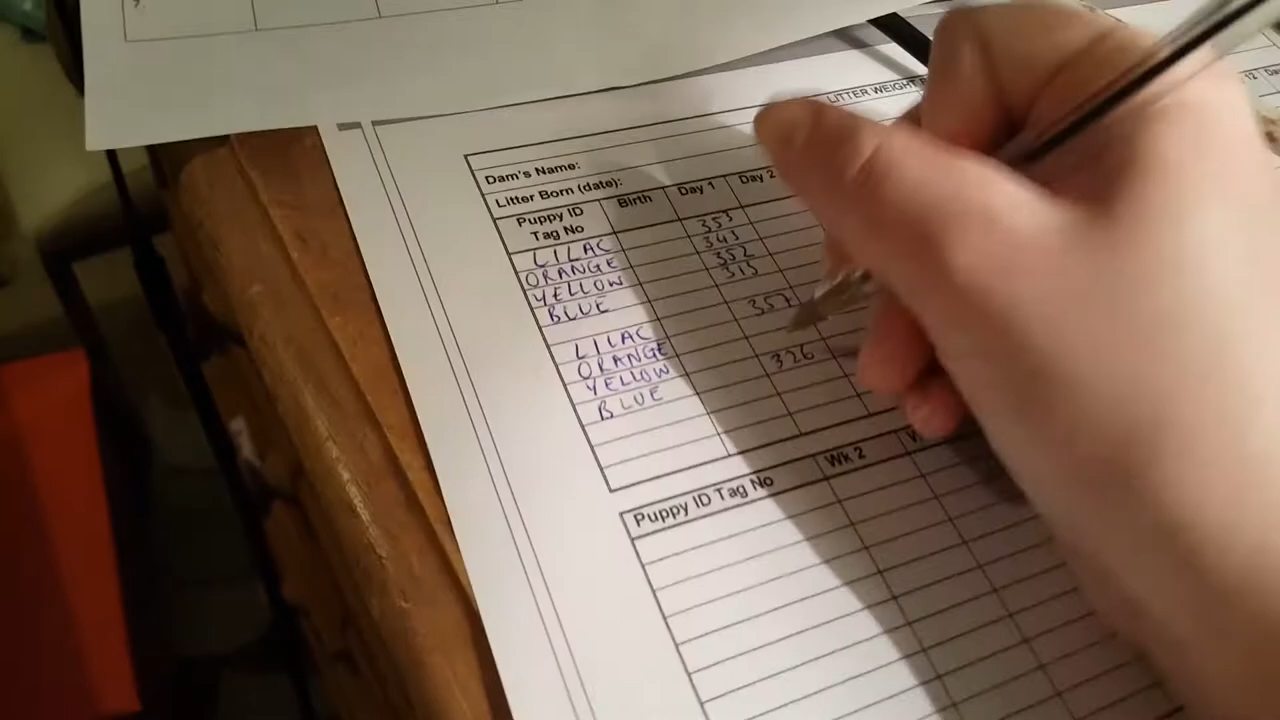 LITTER WEIGHT
Dam's Name:
Litter Born (date):
Puppy ID Tag No Birth Day 1 Day 2
LILAC 353
ORANGE 343
YELLOW 352
BLUE 315
LILAC 357
ORANGE
YELLOW 326
BLUE
Puppy ID Tag No Wk 2